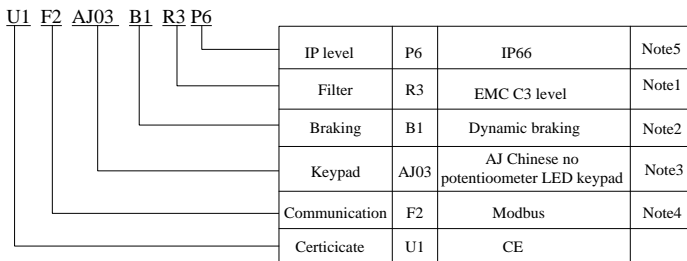 U1 F2 AJ03 B1 R3 P6
IP level P6 IP66 Note5
Filter R3 EMC C3 level Note1
Braking B1 Dynamic braking Note2
Keypad AJ03 AJ Chinese no
potentioometer LED keypad Note3
Communication F2 Modbus Note4
Certicicate U1 CE